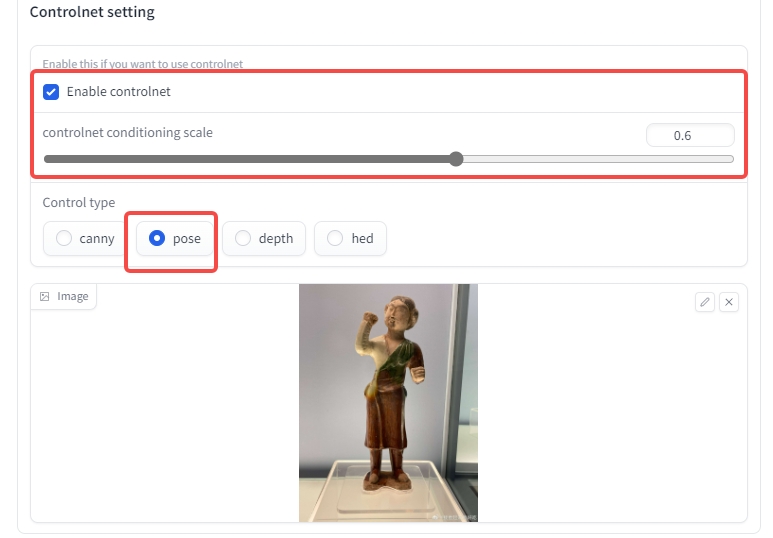 Controlnet setting
Enable this if you want to use controlnet
Enable controlnet
controlnet conditioning scale
0.6
Control type
canny
pose
depth
hed
Image